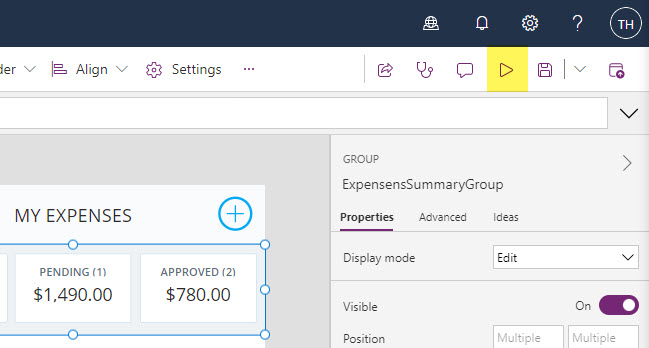 ? TH
der Align Settings ...
GROUP
ExpensensSummaryGroup
MY EXPENSES
Properties Advanced Ideas
Display mode Edit
PENDING (1) APPROVED (2)
$1,490.00 $780.00
Visible On
Position Multiple Multiple